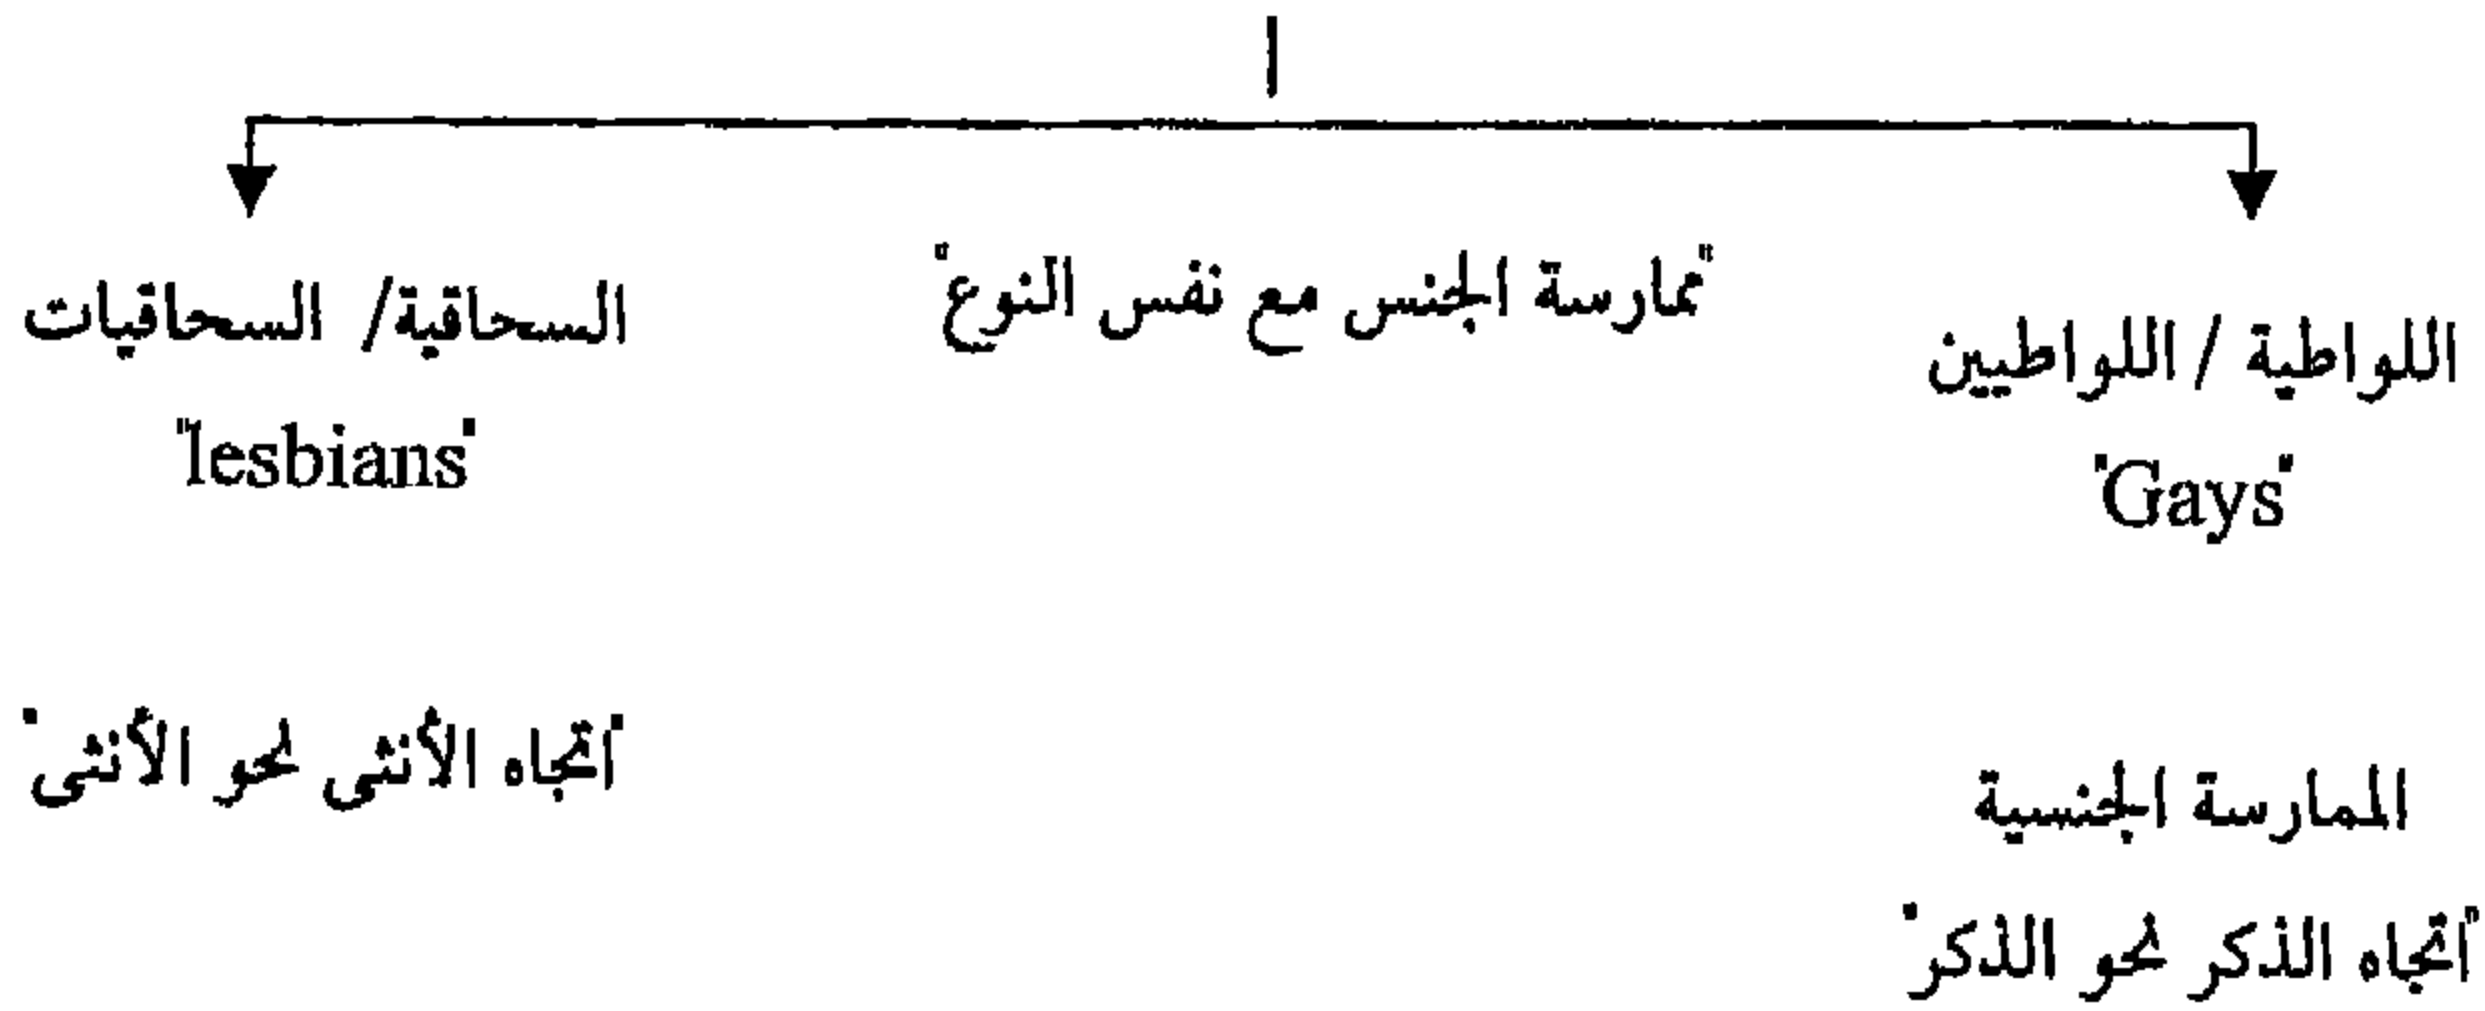 "ممارسة الجنس مع نفس النوع"
اللواطية / اللواطيين
"Gays"
الممارسة الجنسية
"اتجاه الذكر نحو الذكر"
السحاقية/ السحاقيات
"lesbians"
"اتجاه الأنثى نحو الأنثى"